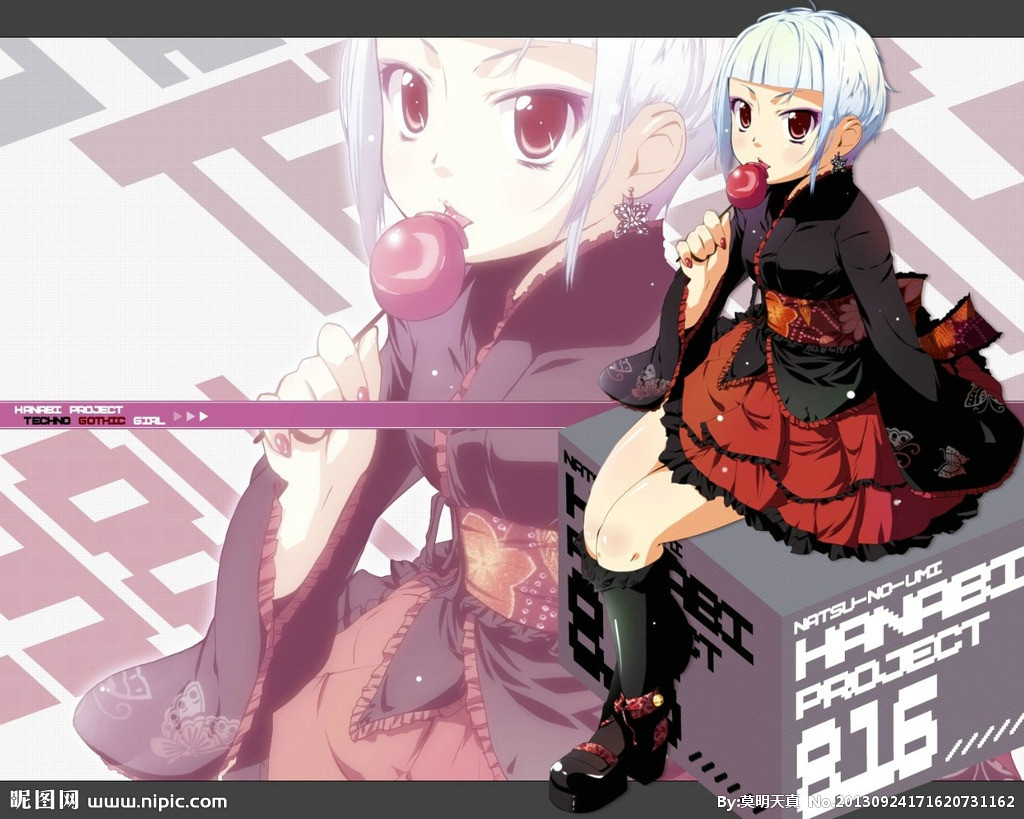 HANABI PROJECT
TECHNO GOTHIC GIRL
NATSU-NO-UMI
HANABI
PROJECT
816
昵图网 www.nipic.com
By:莫明天真 No.20130924171620731162